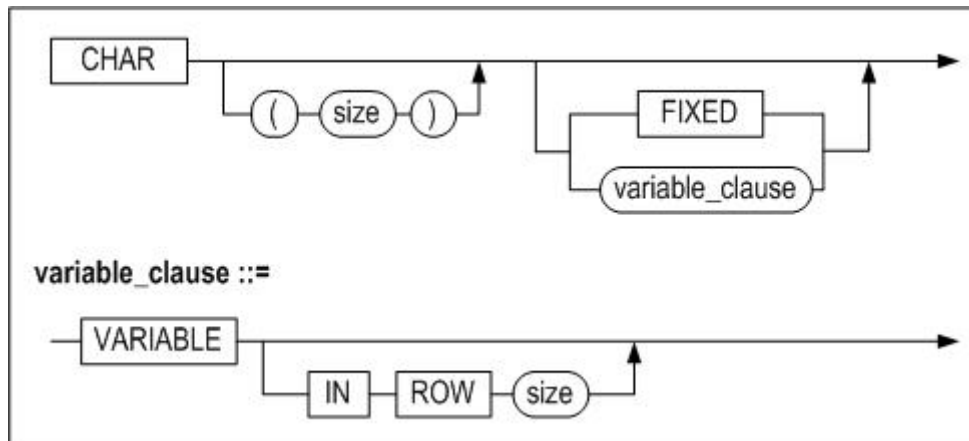 CHAR
( size )
FIXED
variable_clause
variable_clause ::=
VARIABLE
IN ROW size